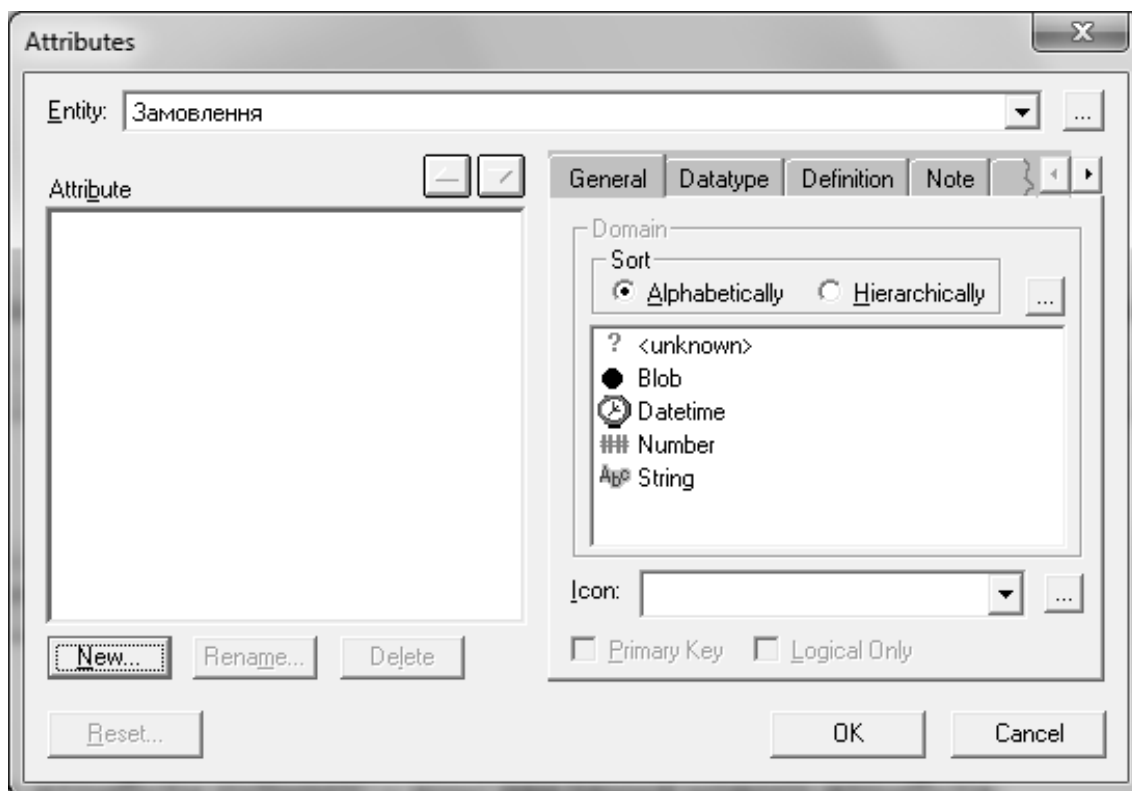 Attributes
Entity: Замовлення ...
Attribute
General Datatype Definition Note
Domain
Sort
Alphabetically Hierarchically ...
? <unknown>
Blob
Datetime
Number
Abc String
Icon: ...
New... Rename... Delete
Primary Key Logical Only
Reset... OK Cancel